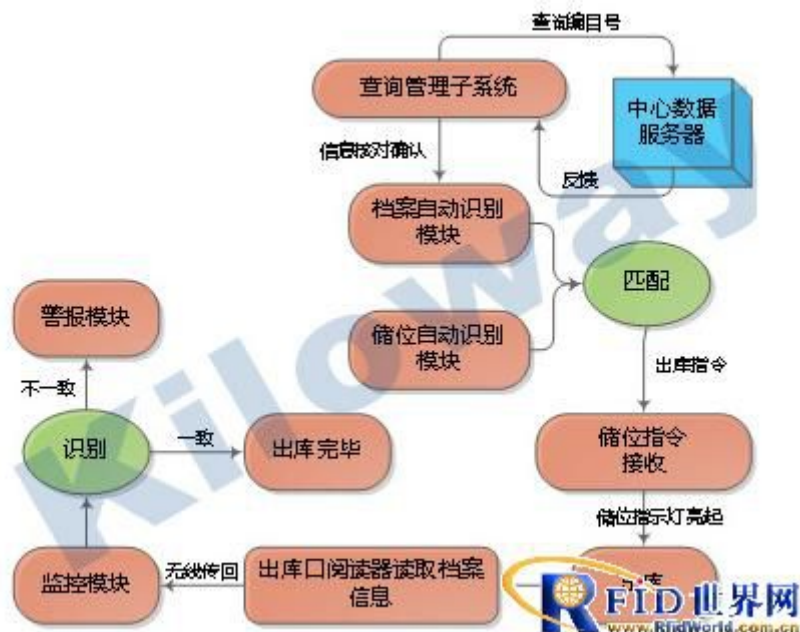 查询编目号
查询管理子系统
中心数据
服务器
信息核对确认
反馈
档案自动识别
模块
匹配
警报模块
储位自动识别
模块
不一致
出库指令
识别
一致
出库完毕
储位指令
接收
储位指示灯亮起
监控模块
无线传回
出库口阅读器读取档案
信息
库
RFID世界网
www.RfidWorld.com.cn
Kiloway